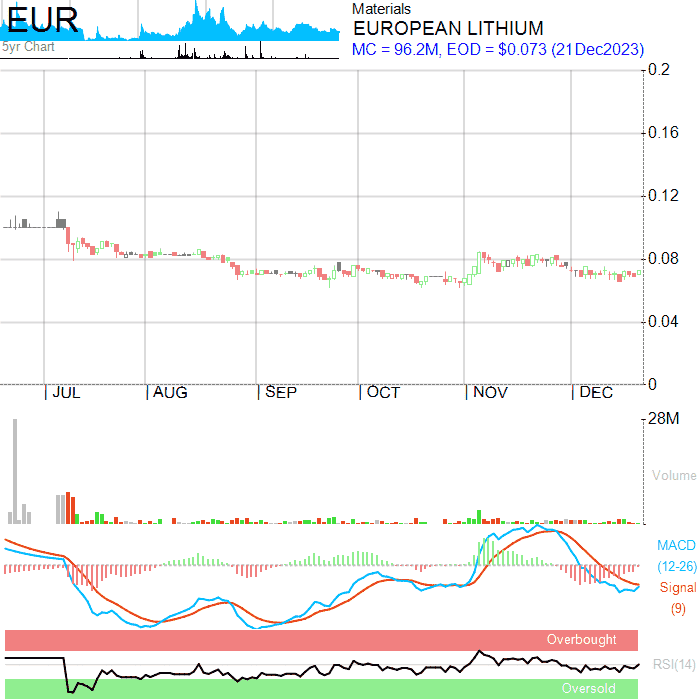 EUR
5yr Chart
Materials
EUROPEAN LITHIUM
MC = 96.2M, EOD = $0.073 (21Dec2023)
0.2
0.16
0.12
0.08
0.04
0
JUL
AUG
SEP
OCT
NOV
DEC
28M
Volume
MACD
(12-26)
Signal
(9)
Overbought
RSI(14)
Oversold